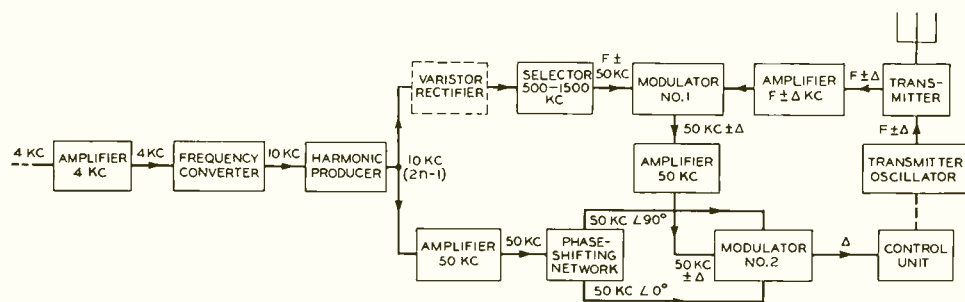 4 KC
AMPLIFIER
4 KC
4KC
FREQUENCY
CONVERTER
10 KC
HARMONIC
PRODUCER
10 KC
(2n-1)
VARISTOR
RECTIFIER
SELECTOR
500-1500
KC
F ±
50 KC
MODULATOR
NO.1
AMPLIFIER
F±Δ KC
F±Δ
TRANS-
MITTER
F±Δ
TRANSMITTER
OSCILLATOR
50 KC ±Δ
AMPLIFIER
50 KC
AMPLIFIER
50 KC
50 KC
PHASE-
SHIFTING
NETWORK
50 KC ∠90°
50 KC
±Δ
50 KC ∠0°
MODULATOR
NO.2
Δ
CONTROL
UNIT